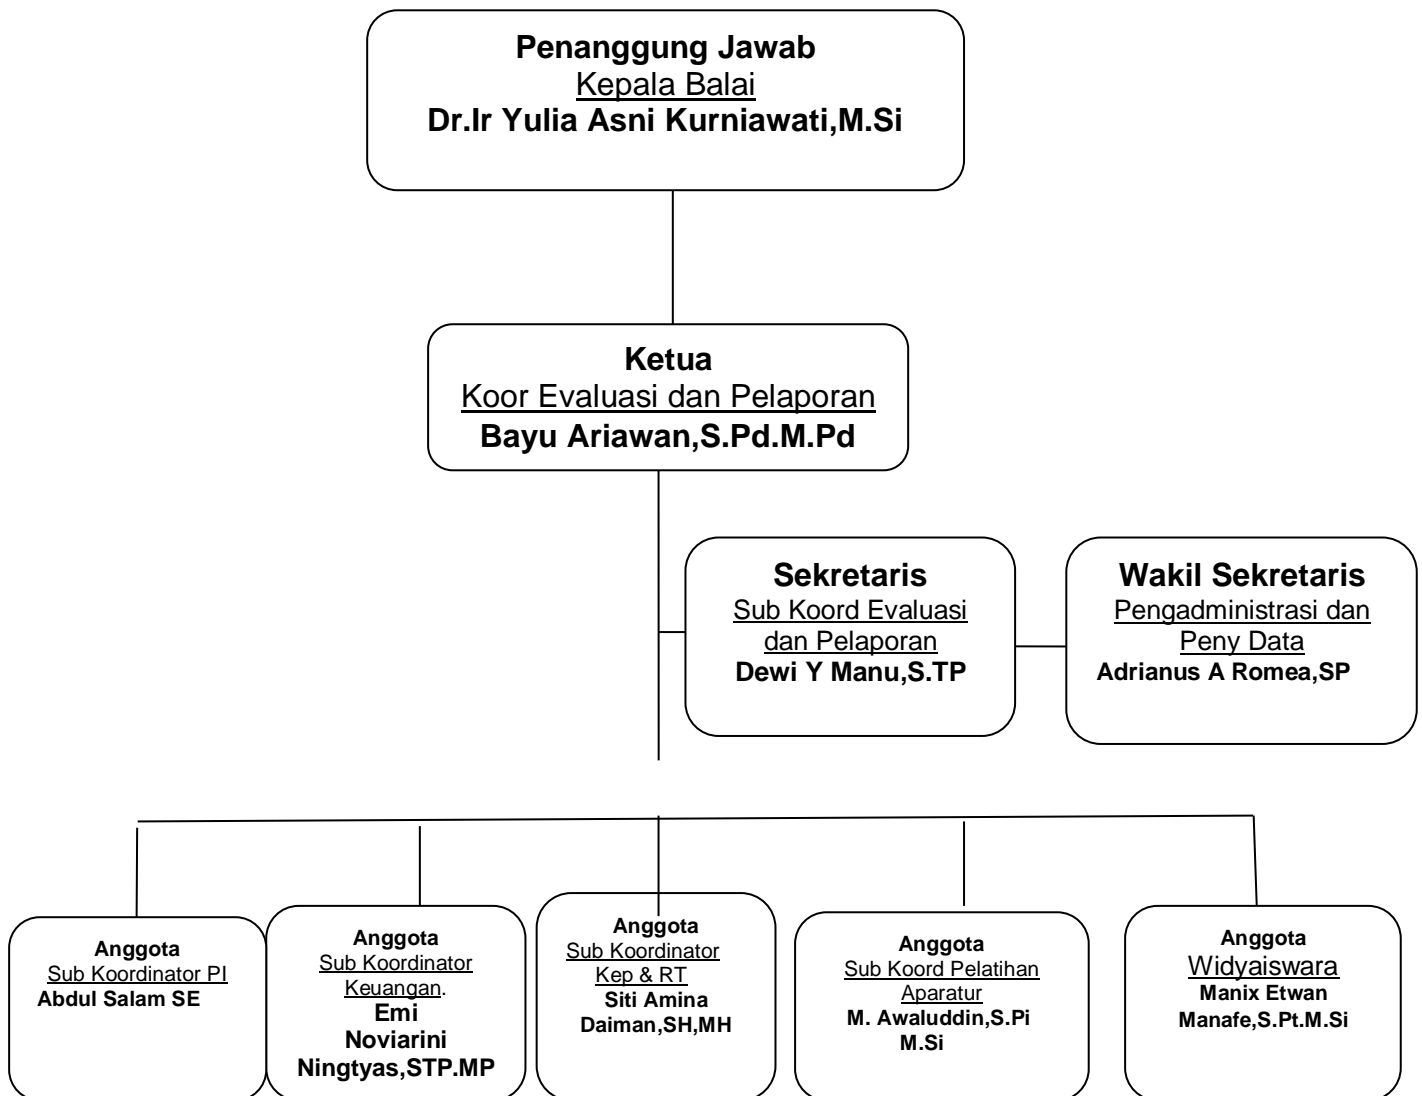 Penanggung Jawab
Kepala Balai
Dr.Ir Yulia Asni Kurniawati,M.Si
Ketua
Koor Evaluasi dan Pelaporan
Bayu Ariawan,S.Pd.M.Pd
Sekretaris
Sub Koord Evaluasi
dan Pelaporan
Dewi Y Manu,S.TP
Wakil Sekretaris
Pengadministrasi dan
Peny Data
Adrianus A Romea,SP
Anggota
Sub Koordinator PI
Abdul Salam SE
Anggota
Sub Koordinator
Keuangan.
Emi
Noviarini
Ningtyas,STP.MP
Anggota
Sub Koordinator
Kep & RT
Siti Amina
Daiman,SH,MH
Anggota
Sub Koord Pelatihan
Aparatur
M. Awaluddin,S.Pi
M.Si
Anggota
Widyaiswara
Manix Etwan
Manafe,S.Pt.M.Si